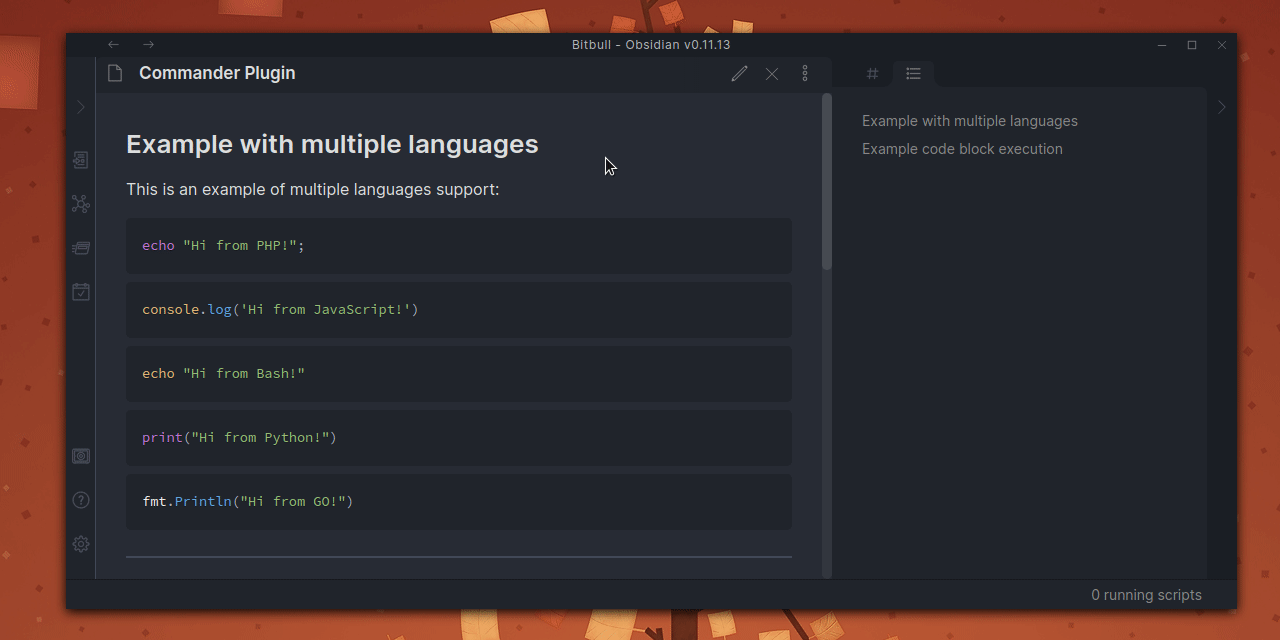 Bitbull - Obsidian v0.11.13
Commander Plugin
Example with multiple languages
This is an example of multiple languages support:
echo "Hi from PHP!";
console.log('Hi from JavaScript!')
echo "Hi from Bash!"
print("Hi from Python!")
fmt.Println("Hi from GO!")
Example with multiple languages
Example code block execution
0 running scripts